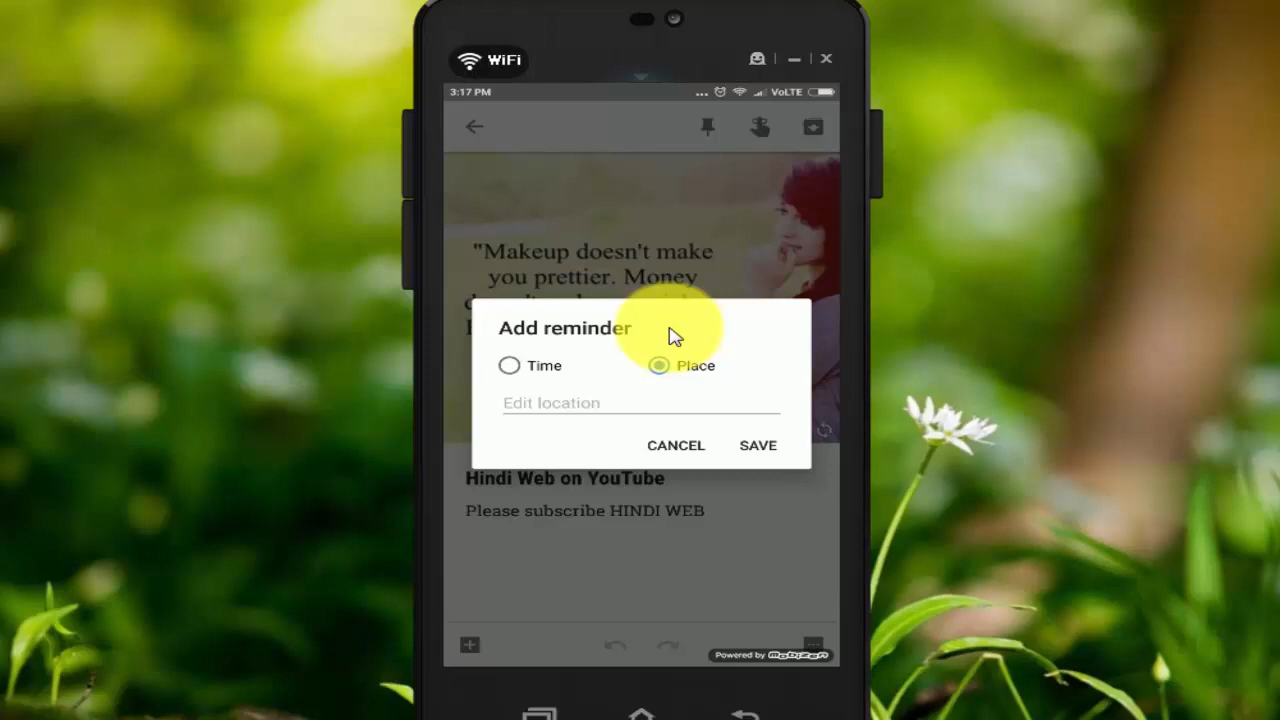 WiFi
3:17 PM
VoLTE
"Makeup doesn't make
you prettier. Money
Add reminder
Time
Place
Edit location
CANCEL
SAVE
Hindi Web on YouTube
Please subscribe HINDI WEB
Powered by mobizen